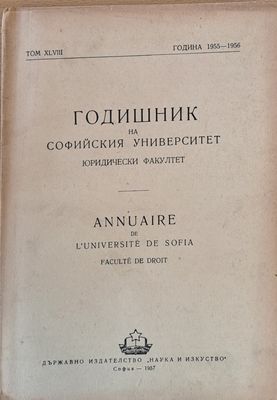 ТОМ XLVIII
ГОДИНА 1955—1956
ГОДИШНИК
НА
СОФИЙСКИЯ УНИВЕРСИТЕТ
ЮРИДИЧЕСКИ ФАКУЛТЕТ
ANNUAIRE
DE
L'UNIVERSITÉ DE SOFIA
FACULTÉ DE DROIT
ДЪРЖАВНО ИЗДАТЕЛСТВО „НАУКА И ИЗКУСТВО"
София — 1957